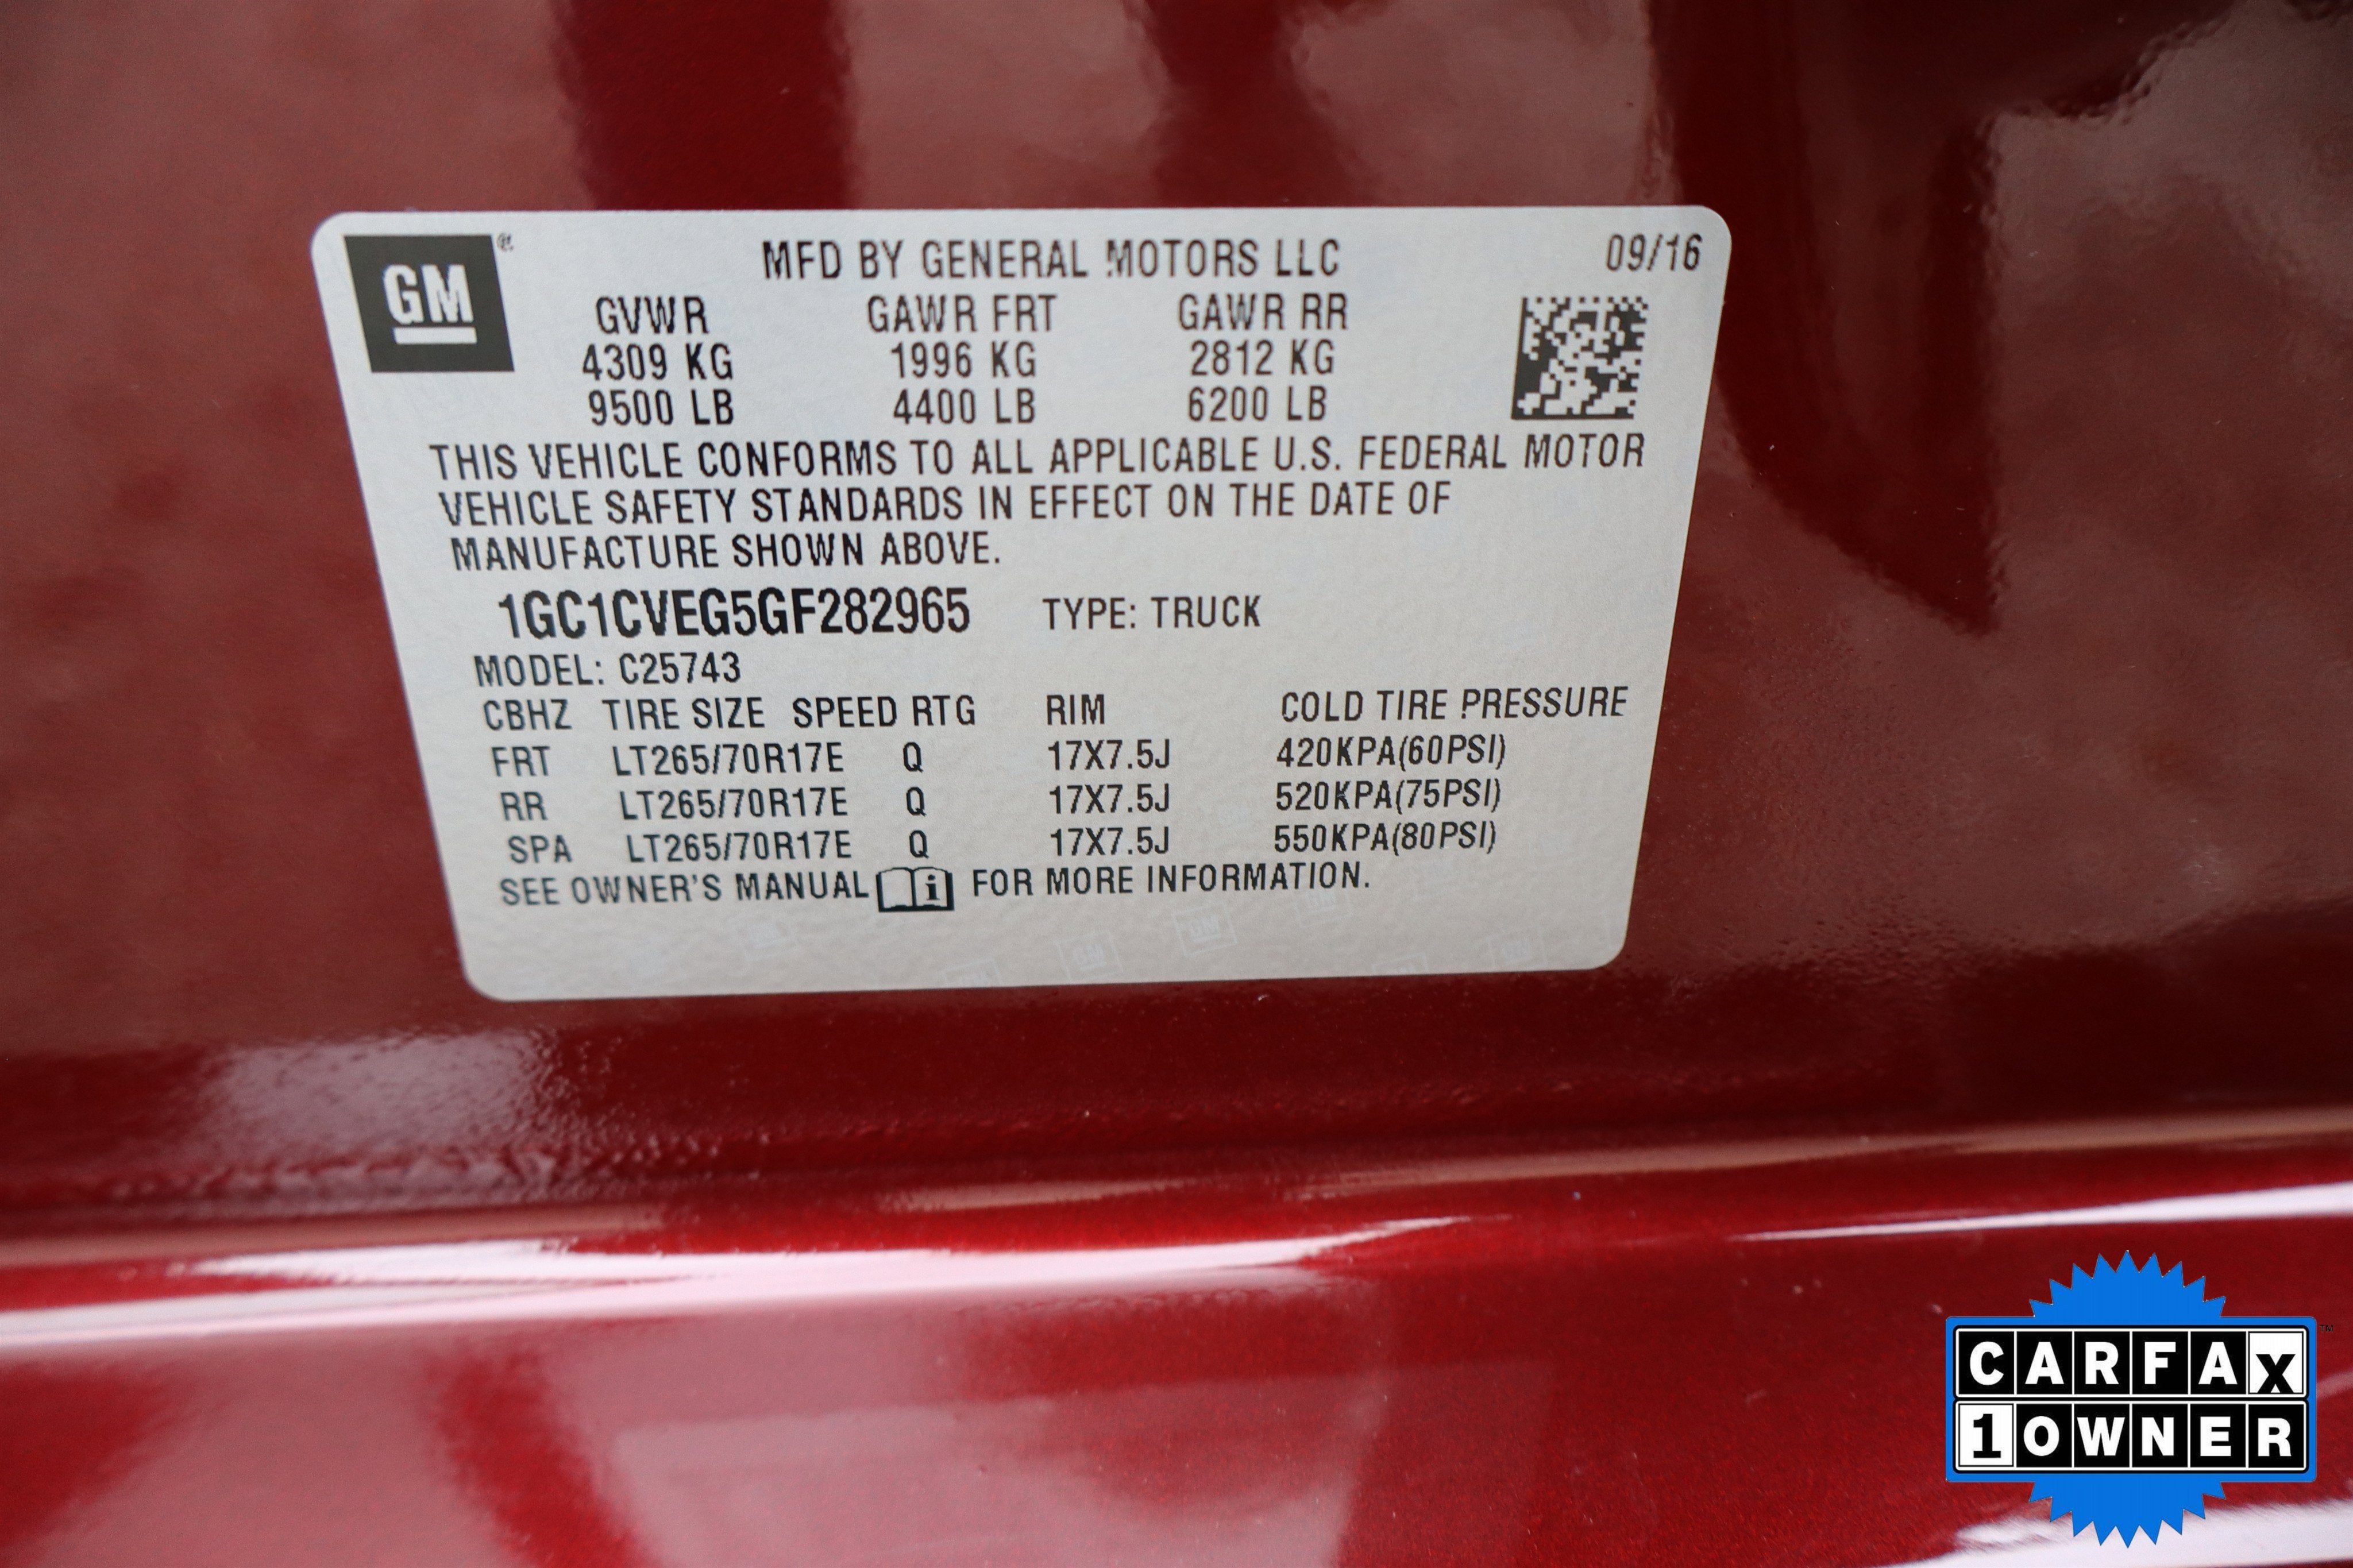 GM ®
MFD BY GENERAL MOTORS LLC 09/16
GVWR GAWR FRT GAWR RR
4309 KG 1996 KG 2812 KG
9500 LB 4400 LB 6200 LB
THIS VEHICLE CONFORMS TO ALL APPLICABLE U.S. FEDERAL MOTOR
VEHICLE SAFETY STANDARDS IN EFFECT ON THE DATE OF
MANUFACTURE SHOWN ABOVE.
1GC1CVEG5GF282965 TYPE: TRUCK
MODEL: C25743
CBHZ TIRE SIZE SPEED RTG RIM COLD TIRE PRESSURE
FRT LT265/70R17E Q 17X7.5J 420KPA(60PSI)
RR LT265/70R17E Q 17X7.5J 520KPA(75PSI)
SPA LT265/70R17E Q 17X7.5J 550KPA(80PSI)
SEE OWNER'S MANUAL FOR MORE INFORMATION.
CARFAX ™
1 OWNER